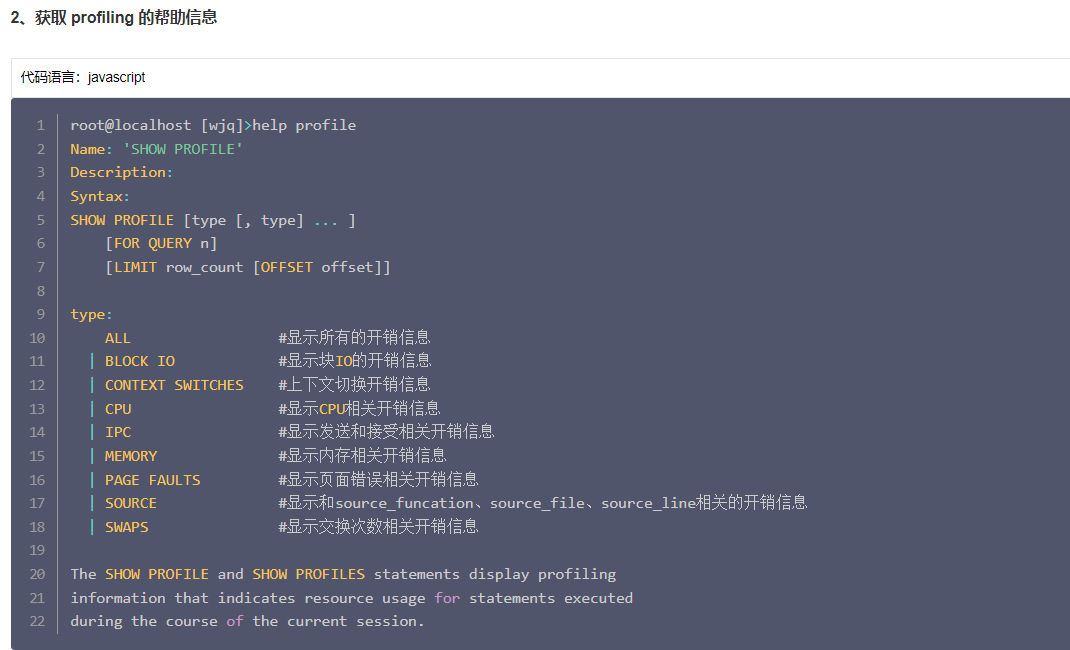 2、获取 profiling 的帮助信息
代码语言：javascript
1 root@localhost [wjq]>help profile
2 Name: 'SHOW PROFILE'
3 Description:
4 Syntax:
5 SHOW PROFILE [type [, type] ... ]
6     [FOR QUERY n]
7     [LIMIT row_count [OFFSET offset]]
8
9 type:
10     ALL                 #显示所有的开销信息
11   | BLOCK IO            #显示块IO的开销信息
12   | CONTEXT SWITCHES    #上下文切换开销信息
13   | CPU                 #显示CPU相关开销信息
14   | IPC                 #显示发送和接受相关开销信息
15   | MEMORY              #显示内存相关开销信息
16   | PAGE FAULTS         #显示页面错误相关开销信息
17   | SOURCE              #显示和source_funcation、source_file、source_line相关的开销信息
18   | SWAPS               #显示交换次数相关开销信息
19
20 The SHOW PROFILE and SHOW PROFILES statements display profiling
21 information that indicates resource usage for statements executed
22 during the course of the current session.